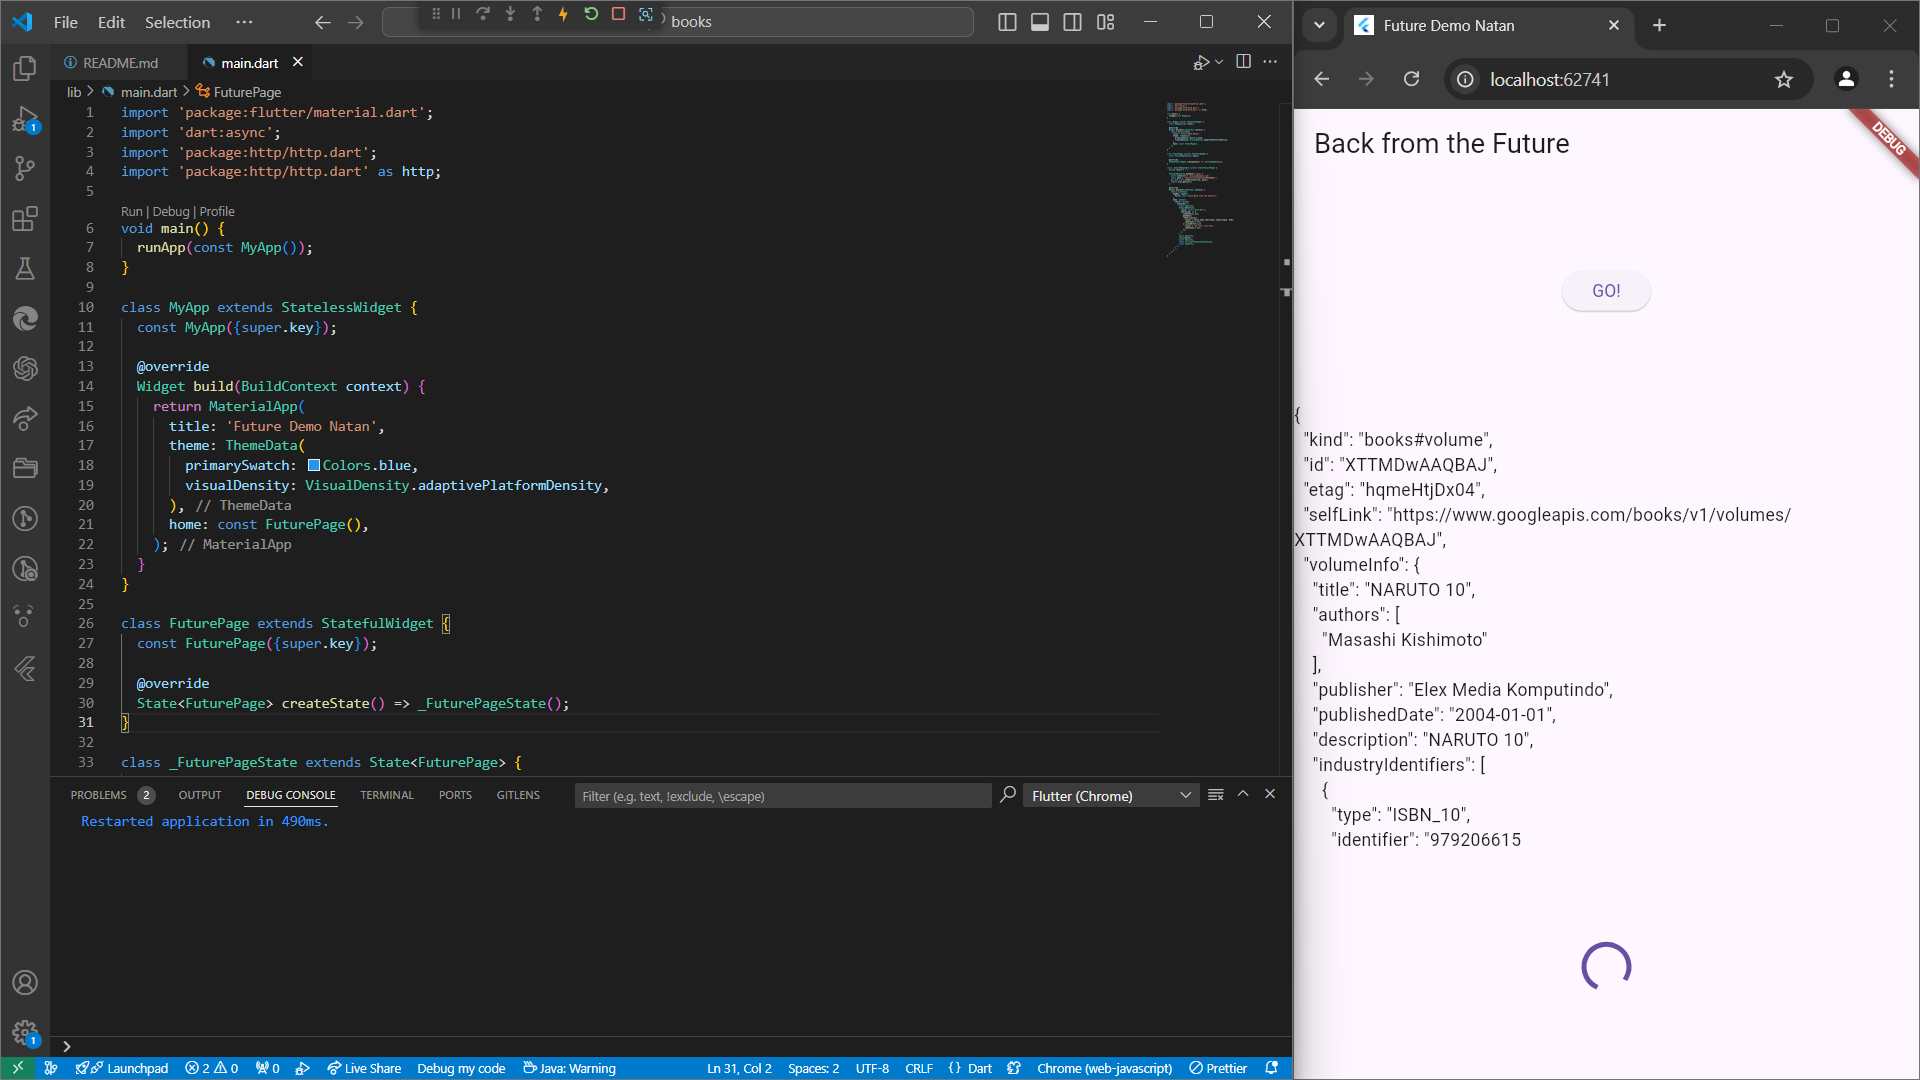 File Edit Selection ··· books
README.md main.dart
lib > main.dart > FuturePage
1 import 'package:flutter/material.dart';
2 import 'dart:async';
3 import 'package:http/http.dart';
4 import 'package:http/http.dart' as http;
5
Run | Debug | Profile
6 void main() {
7 runApp(const MyApp());
8 }
9
10 class MyApp extends StatelessWidget {
11 const MyApp({super.key});
12
13 @override
14 Widget build(BuildContext context) {
15 return MaterialApp(
16 title: 'Future Demo Natan',
17 theme: ThemeData(
18 primarySwatch: Colors.blue,
19 visualDensity: VisualDensity.adaptivePlatformDensity,
20 ), // ThemeData
21 home: const FuturePage(),
22 ); // MaterialApp
23 }
24 }
25
26 class FuturePage extends StatefulWidget {
27 const FuturePage({super.key});
28
29 @override
30 State<FuturePage> createState() => _FuturePageState();
31 }
32
33 class _FuturePageState extends State<FuturePage> {
PROBLEMS 2 OUTPUT DEBUG CONSOLE TERMINAL PORTS GITLENS Filter (e.g. text, !exclude, \escape) Flutter (Chrome)
Restarted application in 490ms.
>
1
1
Launchpad 2 0 0 Live Share Debug my code Java: Warning Ln 31, Col 2 Spaces: 2 UTF-8 CRLF {} Dart Chrome (web-javascript) Prettier
Future Demo Natan
localhost:62741
DEBUG
Back from the Future
GO!
{
"kind": "books#volume",
"id": "XTTMDwAAQBAJ",
"etag": "hqmeHtjDx04",
"selfLink": "https://www.googleapis.com/books/v1/volumes/
XTTMDwAAQBAJ",
"volumeInfo": {
"title": "NARUTO 10",
"authors": [
"Masashi Kishimoto"
],
"publisher": "Elex Media Komputindo",
"publishedDate": "2004-01-01",
"description": "NARUTO 10",
"industryIdentifiers": [
{
"type": "ISBN_10",
"identifier": "979206615